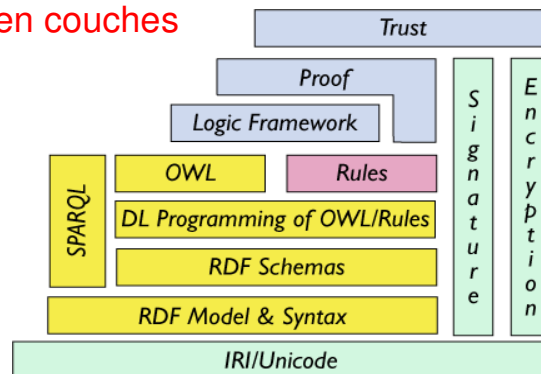 en couches
Trust
Proof
Logic Framework
OWL
Rules
SPARQL
DL Programming of OWL/Rules
RDF Schemas
RDF Model & Syntax
Signature
Encryption
IRI/Unicode